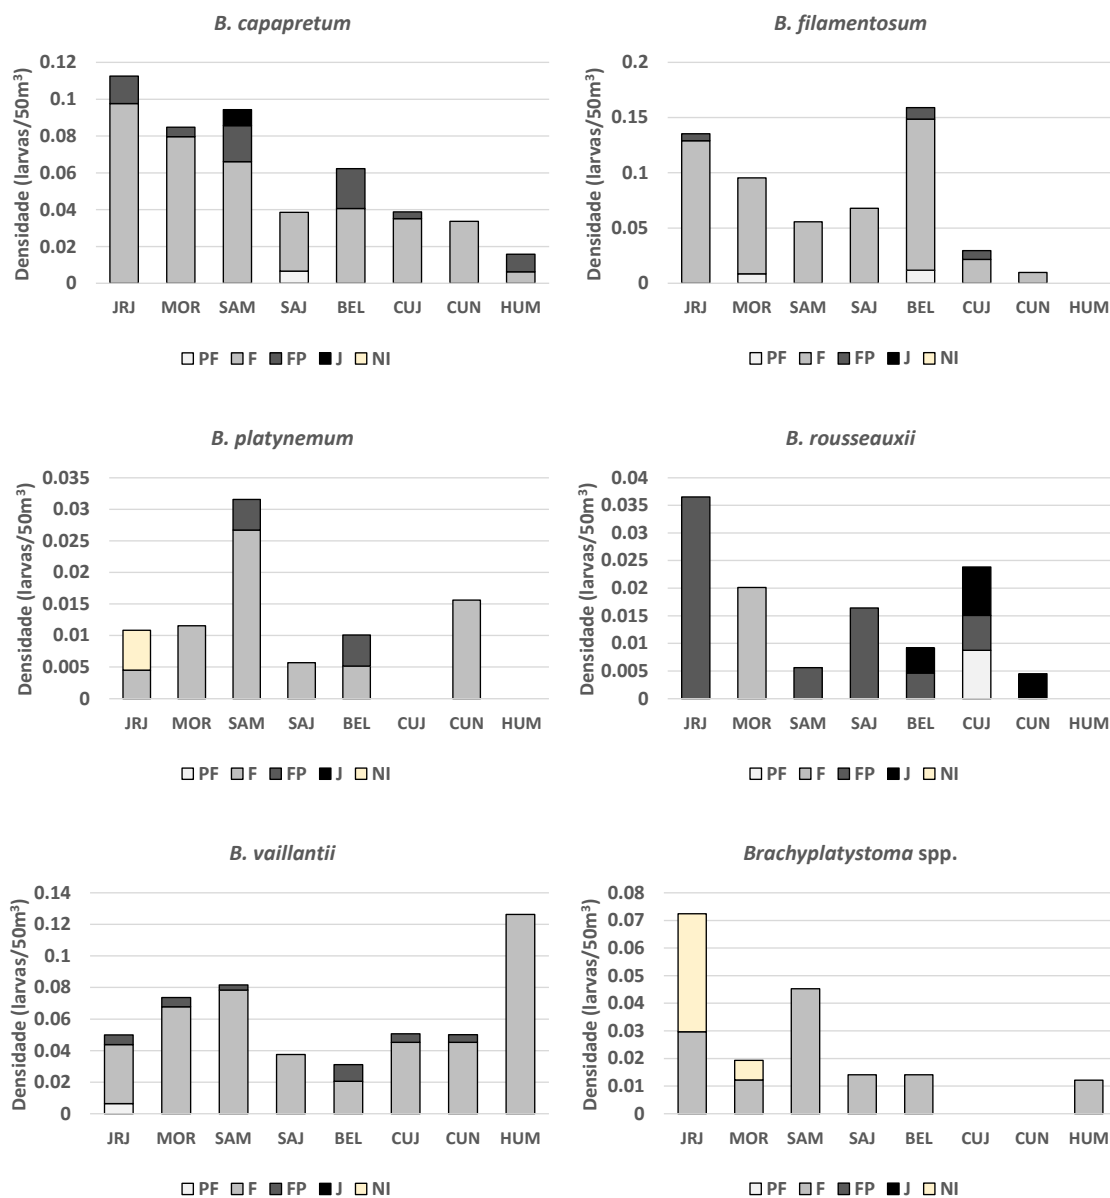 B. capapretum
Densidade (larvas/50m³)
0.12
0.1
0.08
0.06
0.04
0.02
0
JRJ MOR SAM SAJ BEL CUJ CUN HUM
PF F FP J NI
B. filamentosum
Densidade (larvas/50m³)
0.2
0.15
0.1
0.05
0
JRJ MOR SAM SAJ BEL CUJ CUN HUM
PF F FP J NI
B. platynemum
Densidade (larvas/50m³)
0.035
0.03
0.025
0.02
0.015
0.01
0.005
0
JRJ MOR SAM SAJ BEL CUJ CUN HUM
PF F FP J NI
B. rousseauxii
Densidade (larvas/50m³)
0.04
0.035
0.03
0.025
0.02
0.015
0.01
0.005
0
JRJ MOR SAM SAJ BEL CUJ CUN HUM
PF F FP J NI
B. vaillantii
Densidade (larvas/50m³)
0.14
0.12
0.1
0.08
0.06
0.04
0.02
0
JRJ MOR SAM SAJ BEL CUJ CUN HUM
PF F FP J NI
Brachyplatystoma spp.
Densidade (larvas/50m³)
0.08
0.07
0.06
0.05
0.04
0.03
0.02
0.01
0
JRJ MOR SAM SAJ BEL CUJ CUN HUM
PF F FP J NI